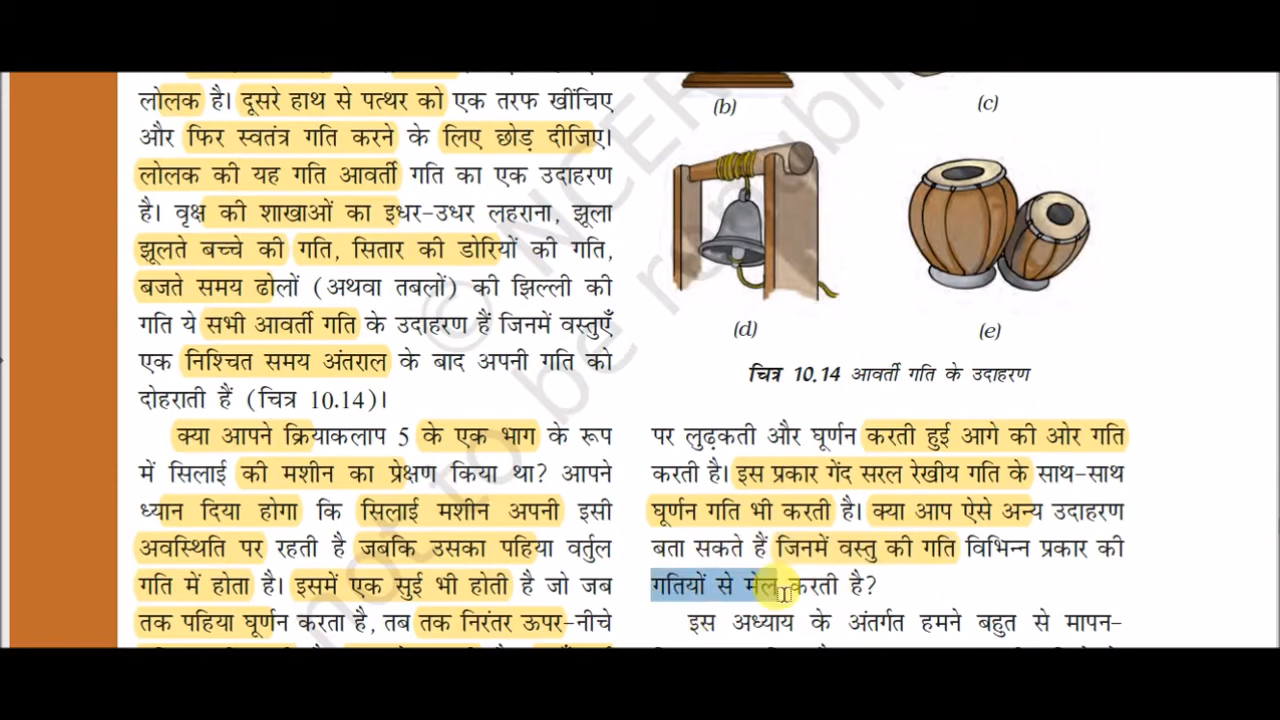 लोलक है। दूसरे हाथ से पत्थर को एक तरफ खींचिए
और फिर स्वतंत्र गति करने के लिए छोड़ दीजिए।
लोलक की यह गति आवर्ती गति का एक उदाहरण
है। वृक्ष की शाखाओं का इधर-उधर लहराना, झूला
झूलते बच्चे की गति, सितार की डोरियों की गति,
बजते समय ढोलों (अथवा तबलों) की झिल्ली की
गति ये सभी आवर्ती गति के उदाहरण हैं जिनमें वस्तुएँ
एक निश्चित समय अंतराल के बाद अपनी गति को
दोहराती हैं (चित्र 10.14)।
क्या आपने क्रियाकलाप 5 के एक भाग के रूप
में सिलाई की मशीन का प्रेक्षण किया था? आपने
ध्यान दिया होगा कि सिलाई मशीन अपनी इसी
अवस्थिति पर रहती है जबकि उसका पहिया वर्तुल
गति में होता है। इसमें एक सुई भी होती है जो जब
तक पहिया घूर्णन करता है, तब तक निरंतर ऊपर-नीचे
(b)
(c)
(d)
(e)
चित्र 10.14 आवर्ती गति के उदाहरण
पर लुढ़कती और घूर्णन करती हुई आगे की ओर गति
करती है। इस प्रकार गेंद सरल रेखीय गति के साथ-साथ
घूर्णन गति भी करती है। क्या आप ऐसे अन्य उदाहरण
बता सकते हैं जिनमें वस्तु की गति विभिन्न प्रकार की
गतियों से मेल करती है?
इस अध्याय के अंतर्गत हमने बहुत से मापन-
© NCER
not to be republi